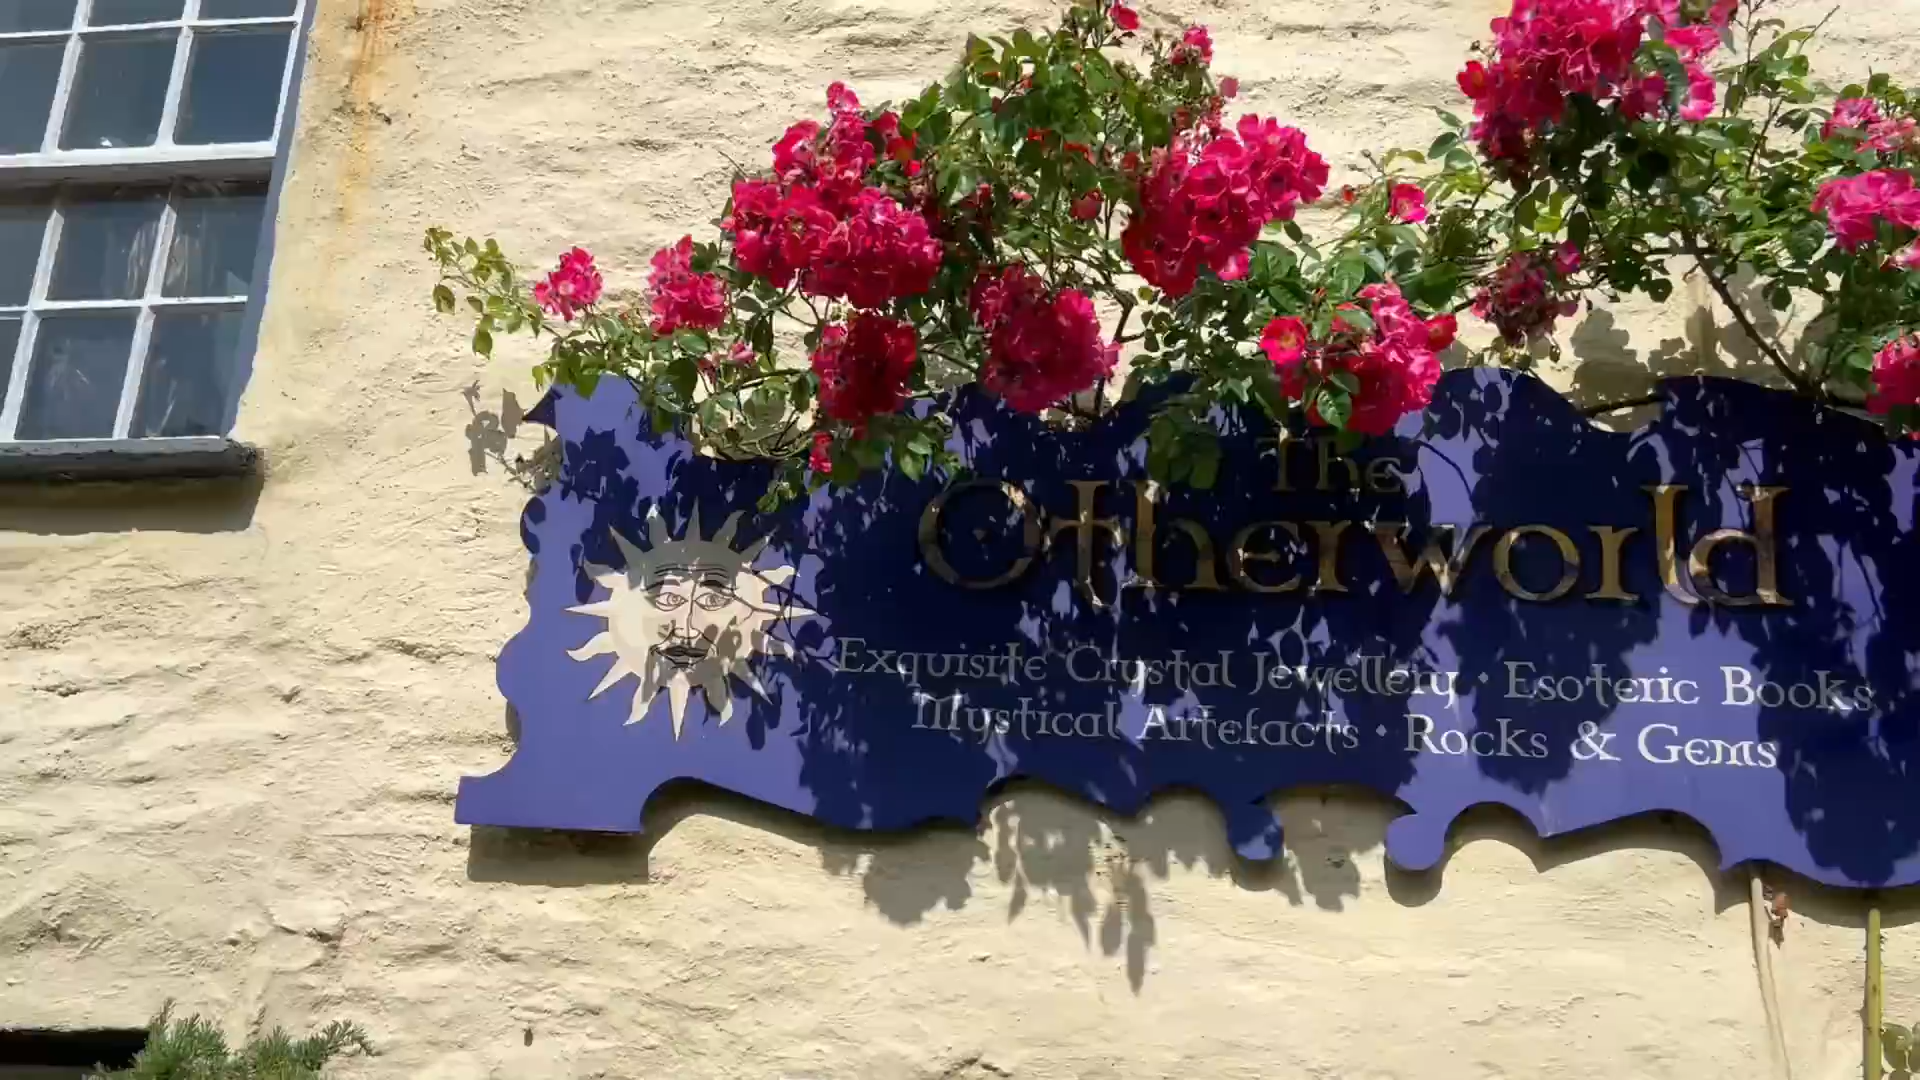 The
Otherworld
Exquisite Crystal Jewellery · Esoteric Books
Mystical Artefacts · Rocks & Gems